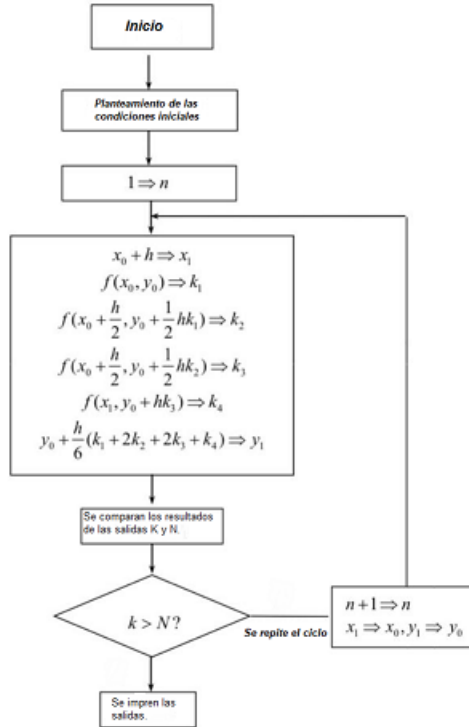 Inicio
Planteamiento de las
condiciones iniciales
1 ⇒ n
x₀ + h ⇒ x₁
f(x₀, y₀) ⇒ k₁
f(x₀ + h/2, y₀ + 1/2 hk₁) ⇒ k₂
f(x₀ + h/2, y₀ + 1/2 hk₂) ⇒ k₃
f(x₁, y₀ + hk₃) ⇒ k₄
y₀ + h/6 (k₁ + 2k₂ + 2k₃ + k₄) ⇒ y₁
Se comparan los resultados
de las salidas K y N.
k > N?
Se repite el ciclo
n + 1 ⇒ n
x₁ ⇒ x₀, y₁ ⇒ y₀
Se impren las
salidas.